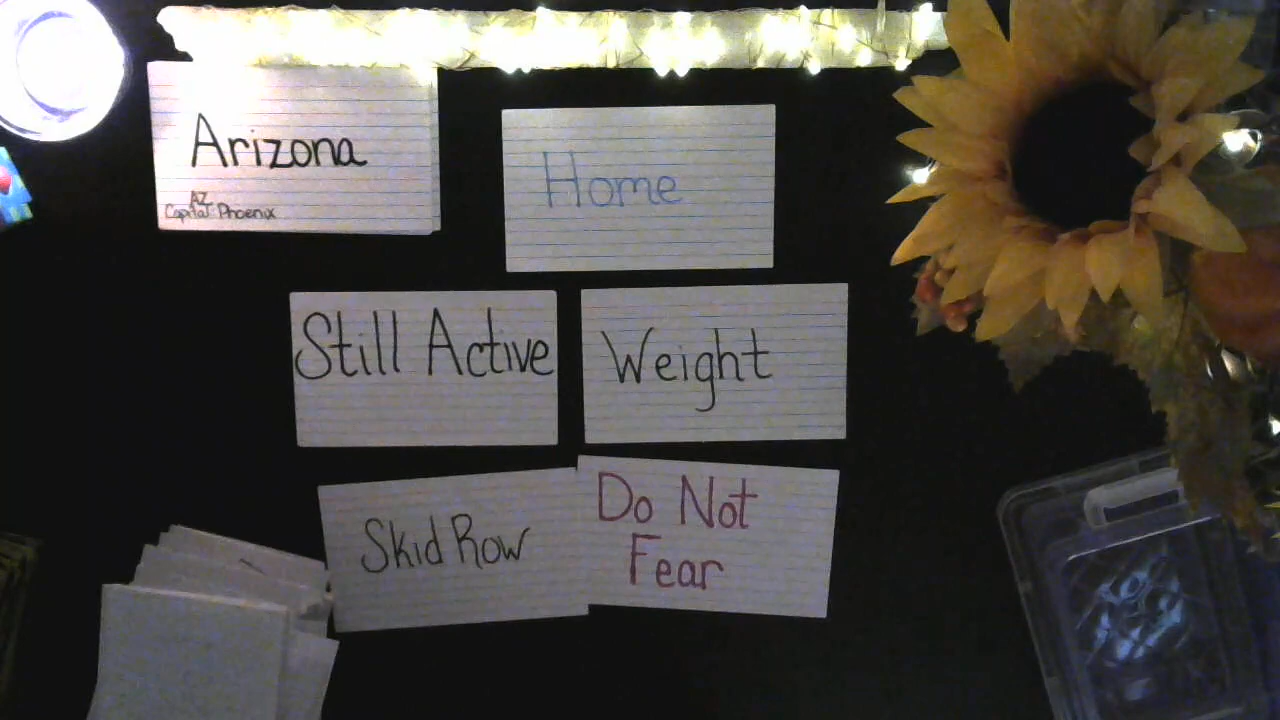 Arizona
AZ
Capital: Phoenix
Home
Still Active
Weight
Skid Row
Do Not
Fear